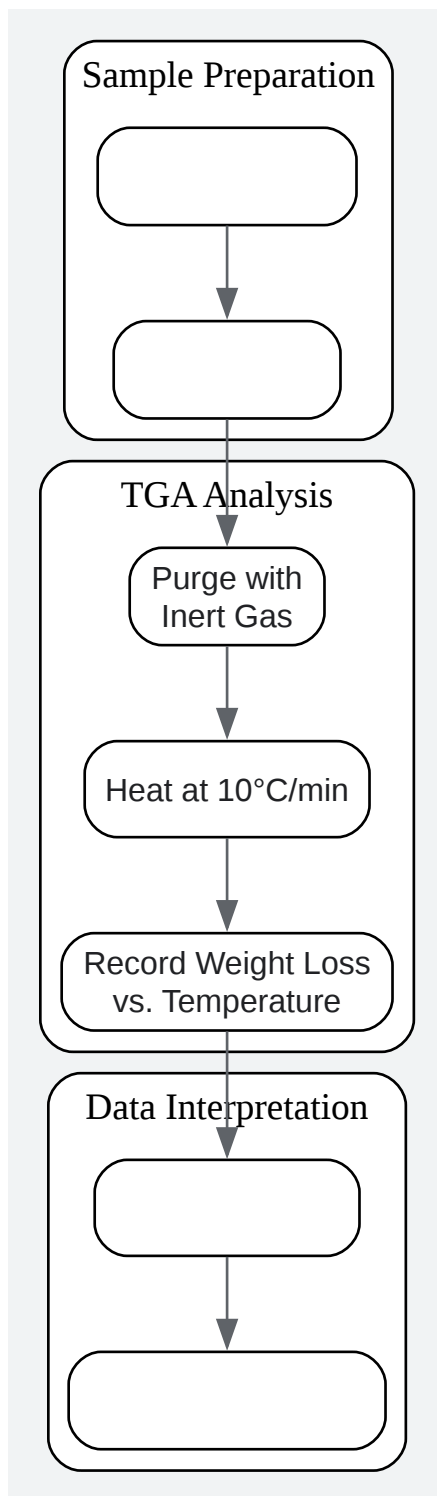 Sample Preparation
TGA Analysis
Purge with
Inert Gas
Heat at 10°C/min
Record Weight Loss
vs. Temperature
Data Interpretation